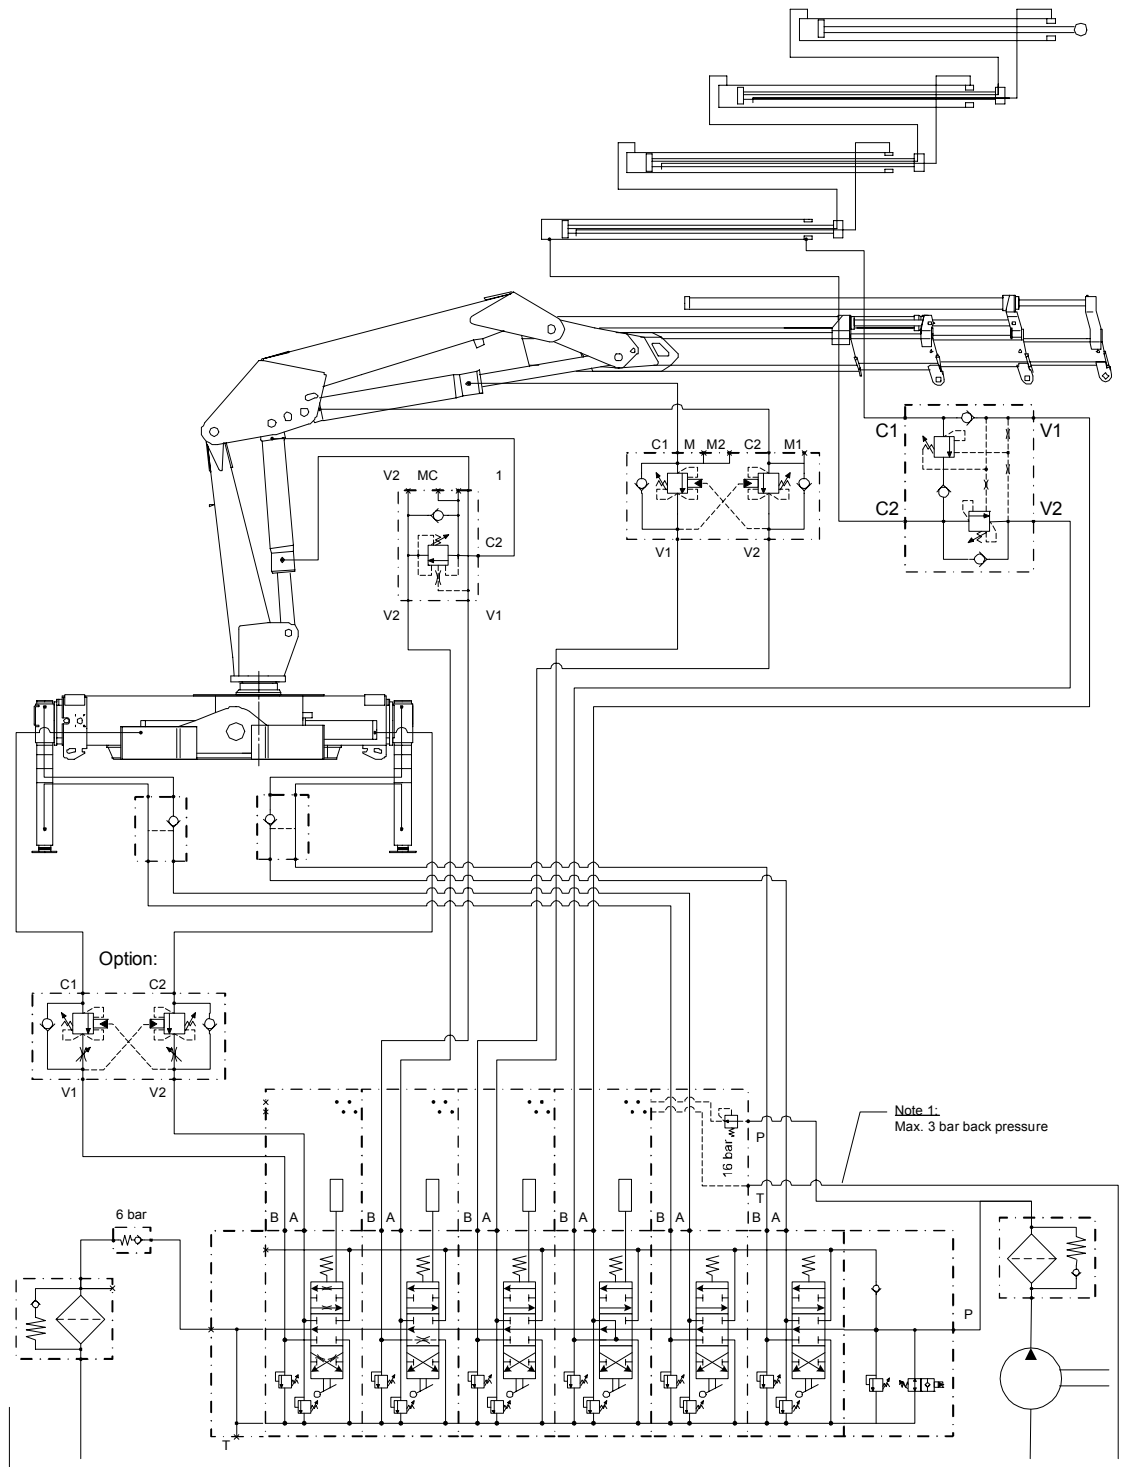 C1
V1
C2
V2
C1
M
M2
C2
M1
V1
V2
V2
MC
1
C2
V2
V1
Option:
C1
C2
V1
V2
Note 1:
Max. 3 bar back pressure
16 bar
P
T
6 bar
B A
B A
B A
B A
B A
B A
P
T